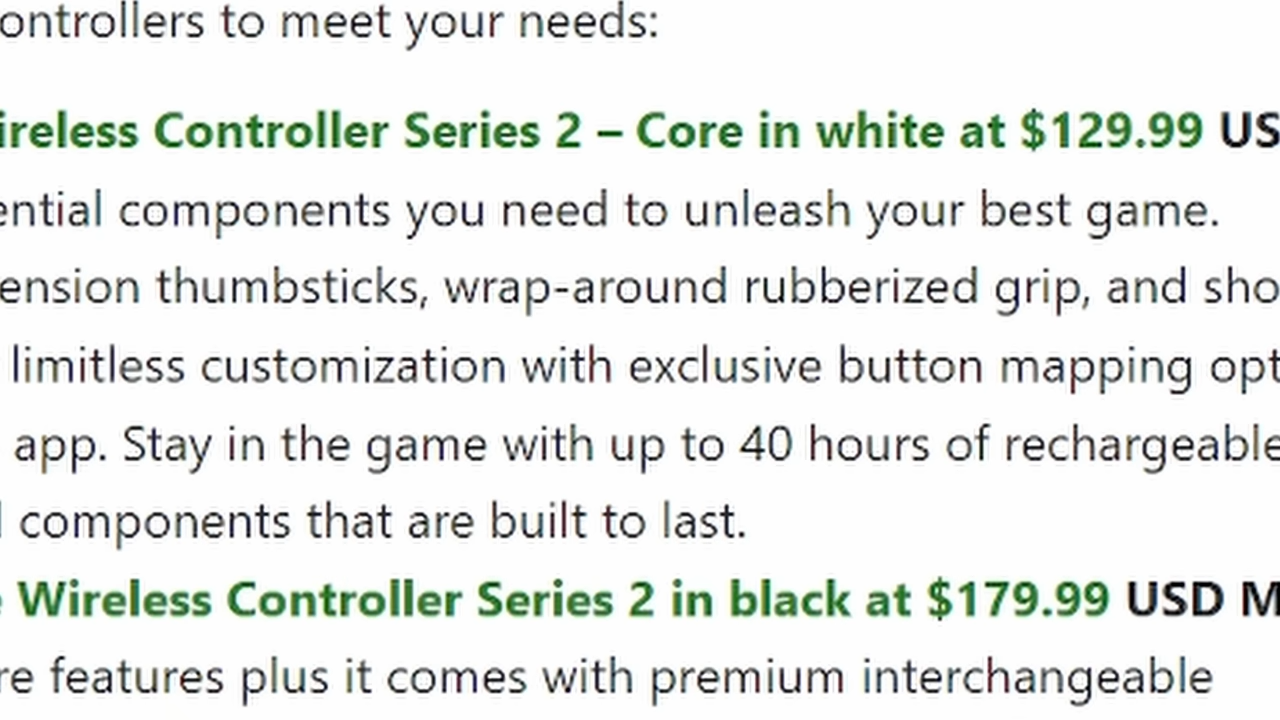 ontrollers to meet your needs:
ireless Controller Series 2 – Core in white at $129.99 US
ential components you need to unleash your best game.
ension thumbsticks, wrap-around rubberized grip, and sho
limitless customization with exclusive button mapping opt
app. Stay in the game with up to 40 hours of rechargeable
components that are built to last.
Wireless Controller Series 2 in black at $179.99 USD M
re features plus it comes with premium interchangeable